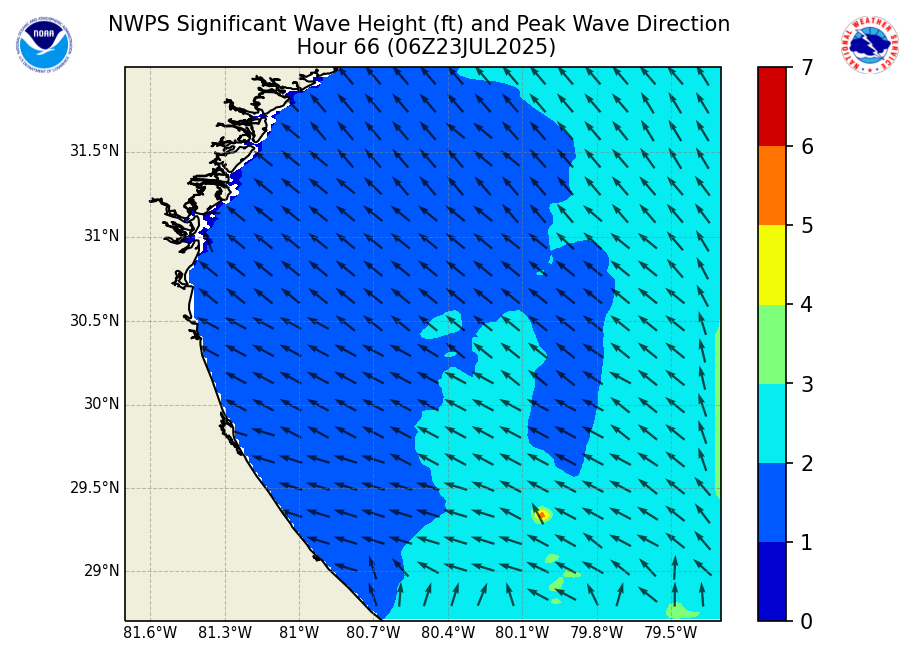 NWPS Significant Wave Height (ft) and Peak Wave Direction
Hour 66 (06Z23JUL2025)
NOAA
NATIONAL WEATHER SERVICE
31.5°N
31°N
30.5°N
30°N
29.5°N
29°N
81.6°W 81.3°W 81°W 80.7°W 80.4°W 80.1°W 79.8°W 79.5°W
7
6
5
4
3
2
1
0